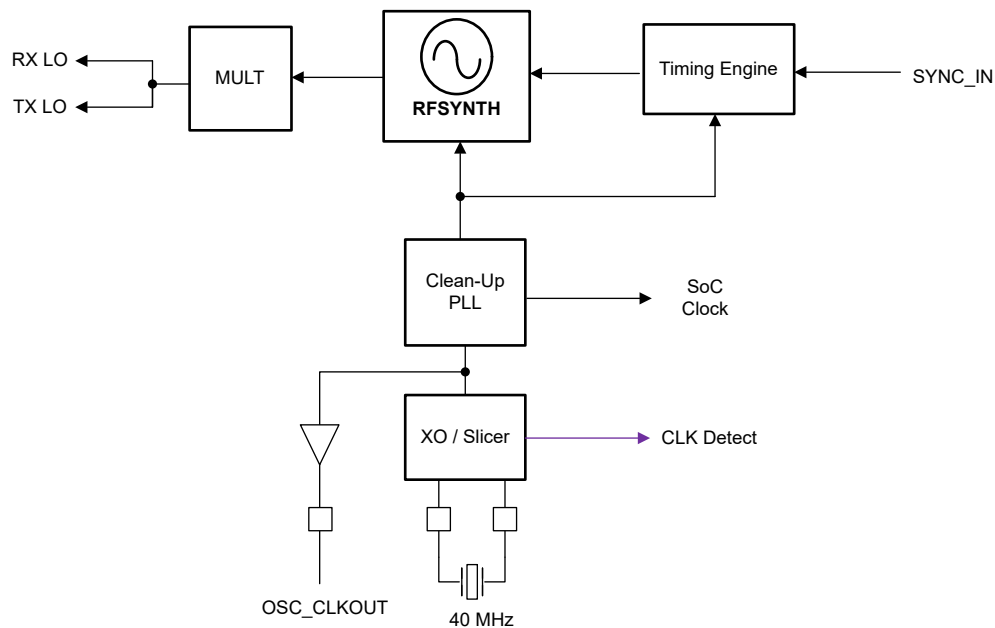 RX LO
TX LO
MULT
RFSYNTH
Timing Engine
SYNC_IN
Clean-Up
PLL
SoC
Clock
XO / Slicer
CLK Detect
OSC_CLKOUT
40 MHz